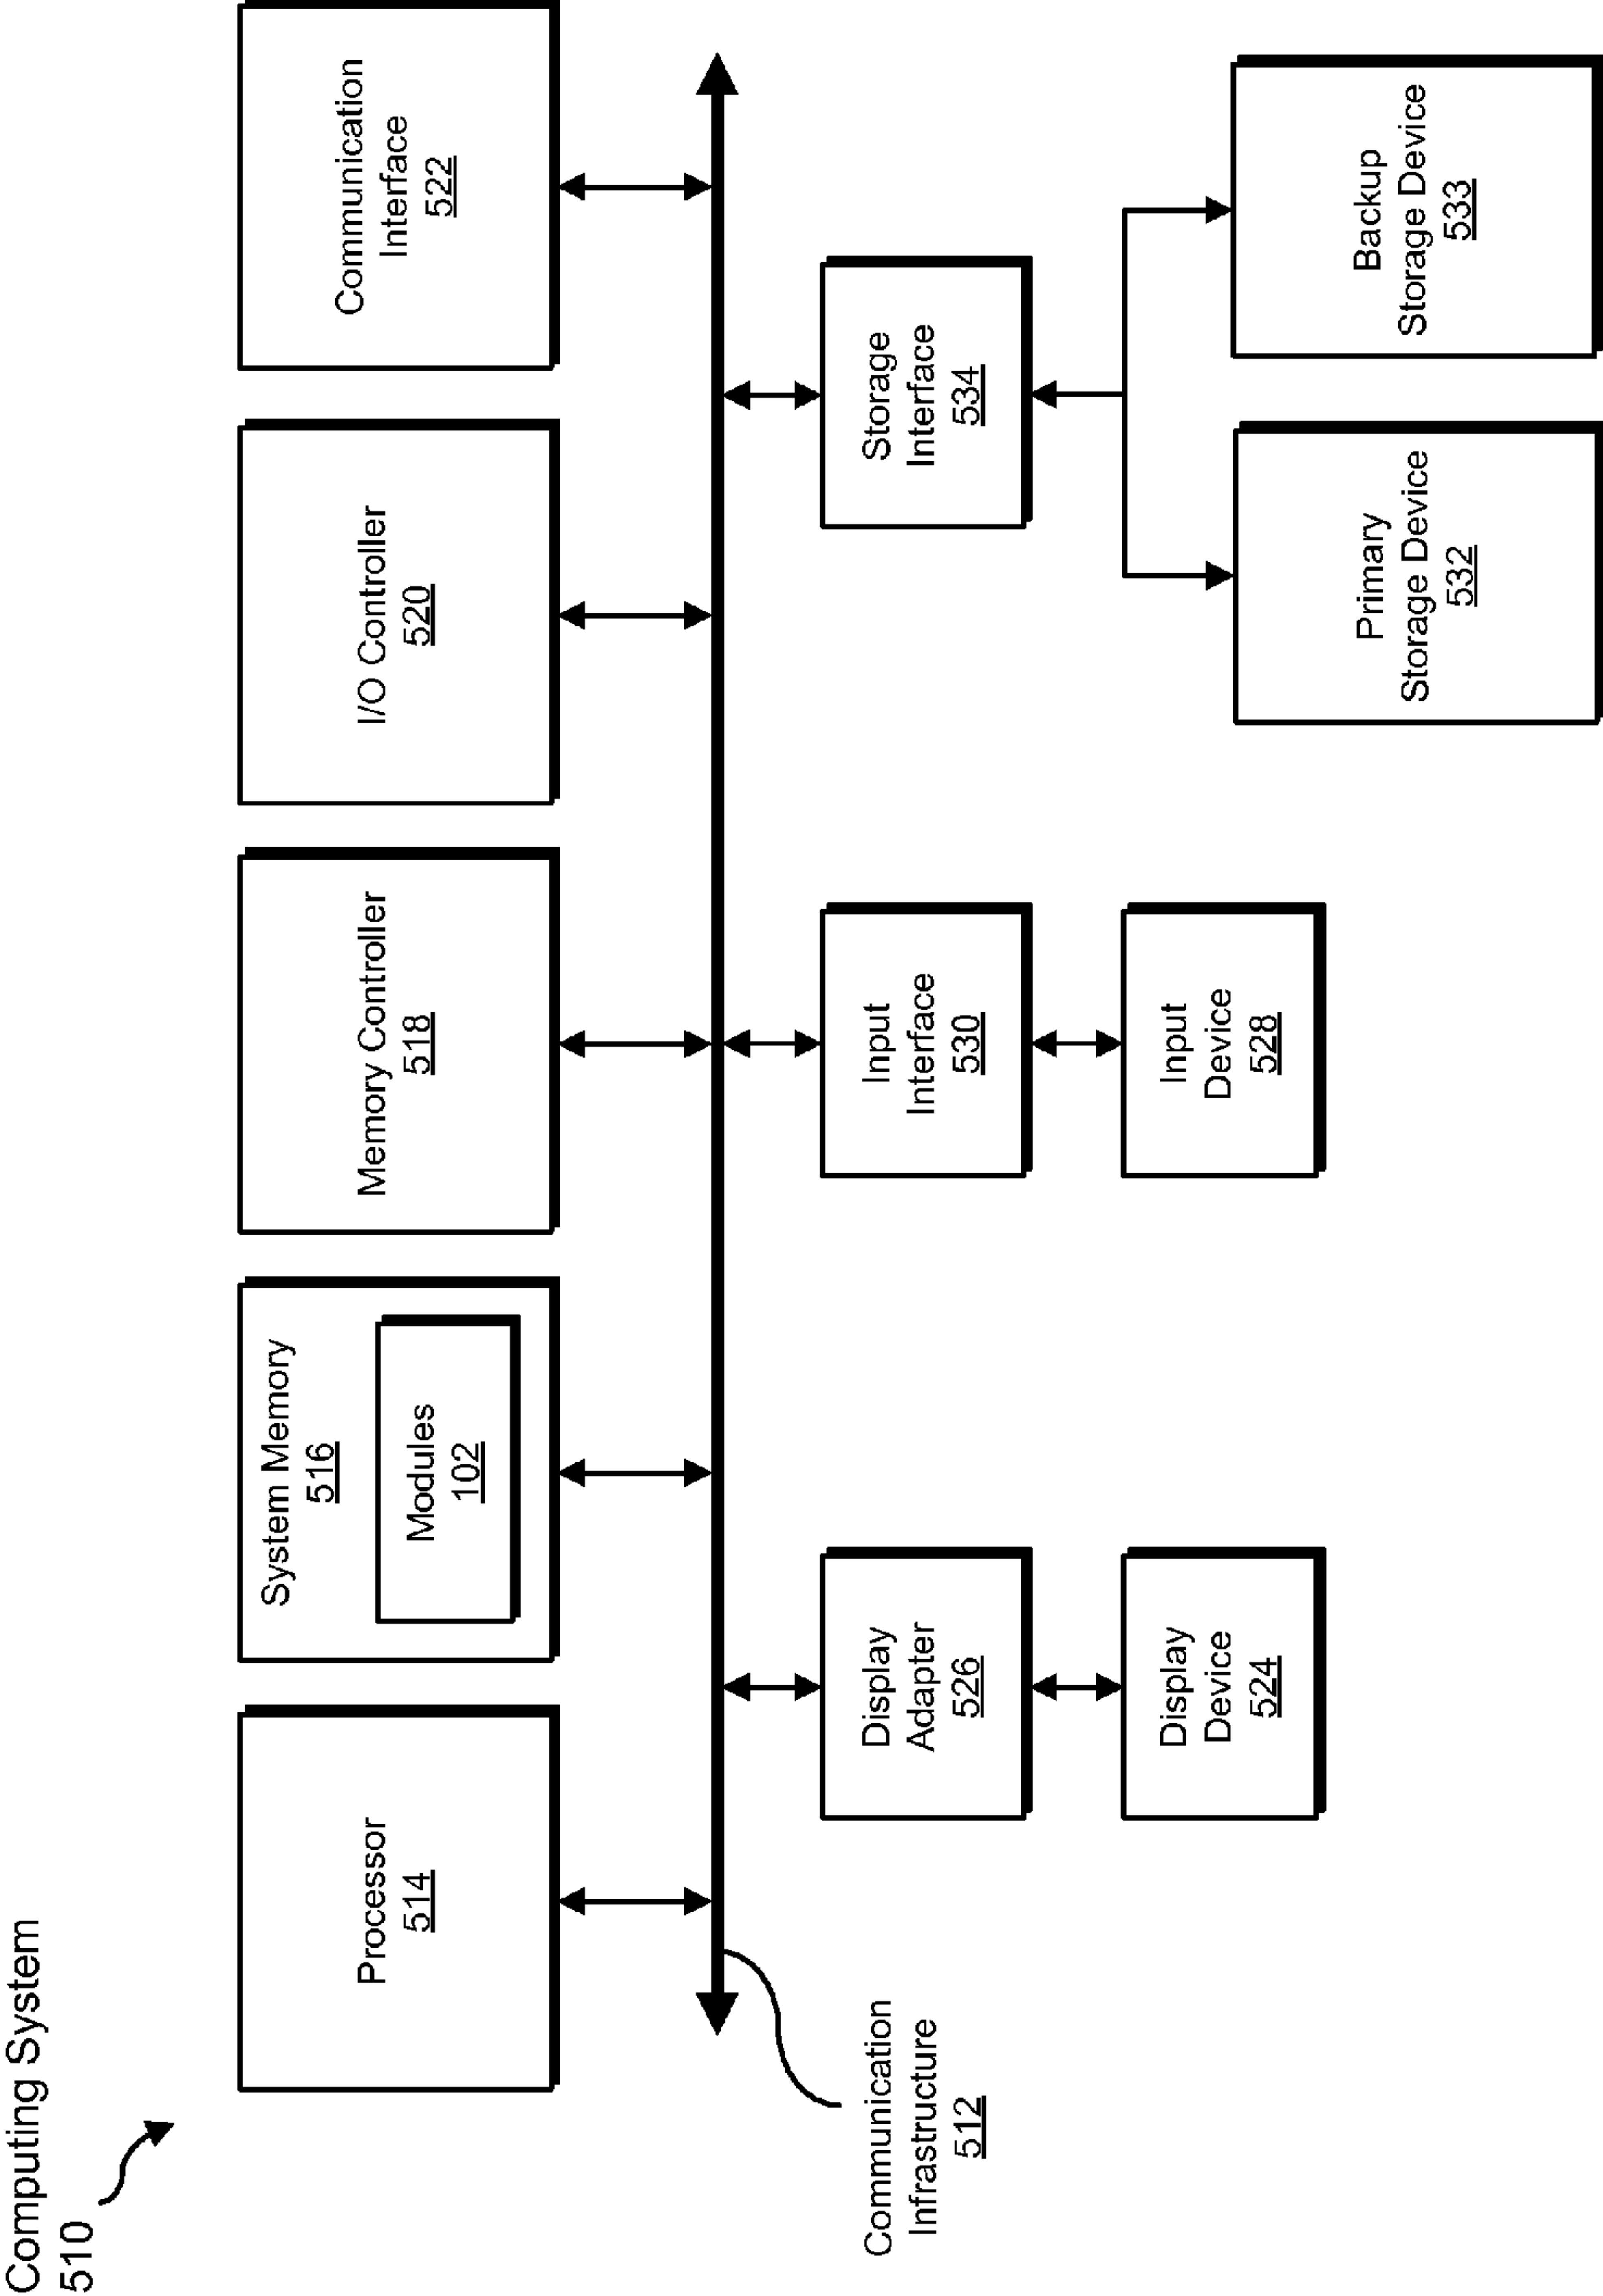 Computing System
510
Processor
514
System Memory
516
Modules
102
Memory Controller
518
I/O Controller
520
Communication
Interface
522
Communication
Infrastructure
512
Display
Adapter
526
Input
Interface
530
Storage
Interface
534
Display
Device
524
Input
Device
528
Primary
Storage Device
532
Backup
Storage Device
533